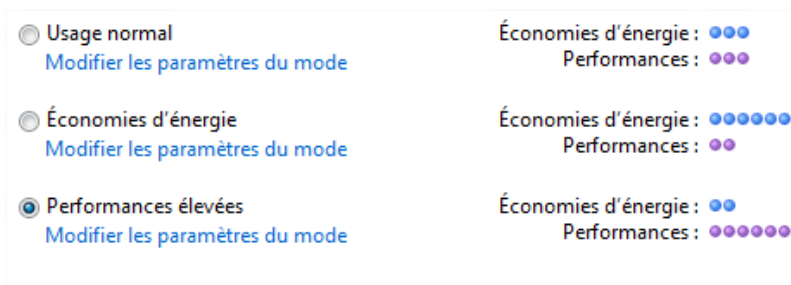 Usage normal Économies d'énergie :
Modifier les paramètres du mode Performances :
Économies d'énergie Économies d'énergie :
Modifier les paramètres du mode Performances :
Performances élevées Économies d'énergie :
Modifier les paramètres du mode Performances :